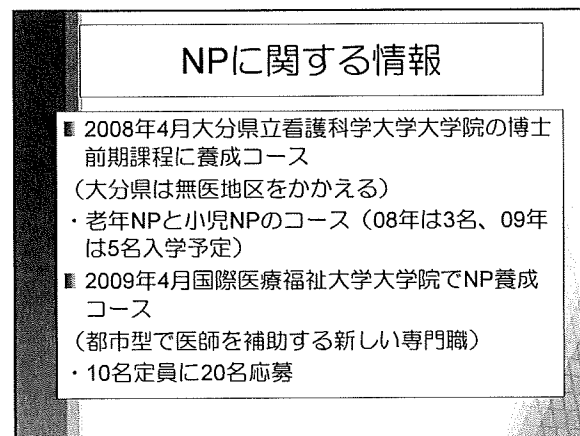 NPに関する情報
■ 2008年4月大分県立看護科学大学大学院の博士
前期課程に養成コース
（大分県は無医地区をかかえる）
・老年NPと小児NPのコース（08年は3名、09年
は5名入学予定）
■ 2009年4月国際医療福祉大学大学院でNP養成
コース
（都市型で医師を補助する新しい専門職）
・10名定員に20名応募